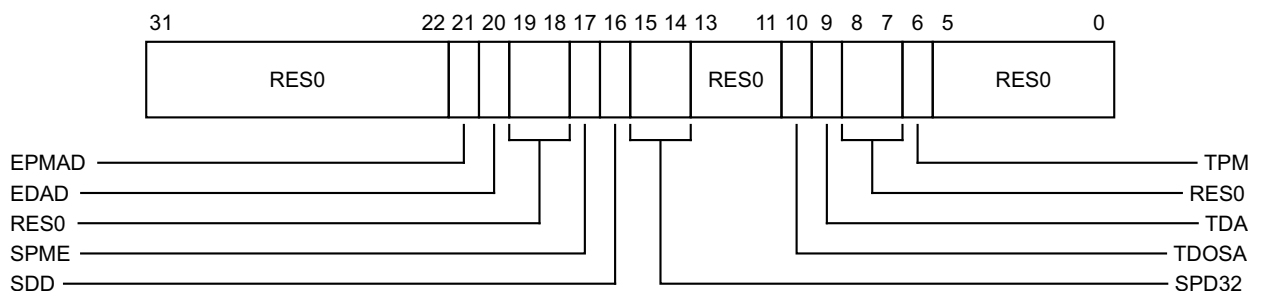 31 22 21 20 19 18 17 16 15 14 13 11 10 9 8 7 6 5 0
RES0 RES0 RES0
EPMAD TPM
EDAD RES0
RES0 TDA
SPME TDOSA
SDD SPD32